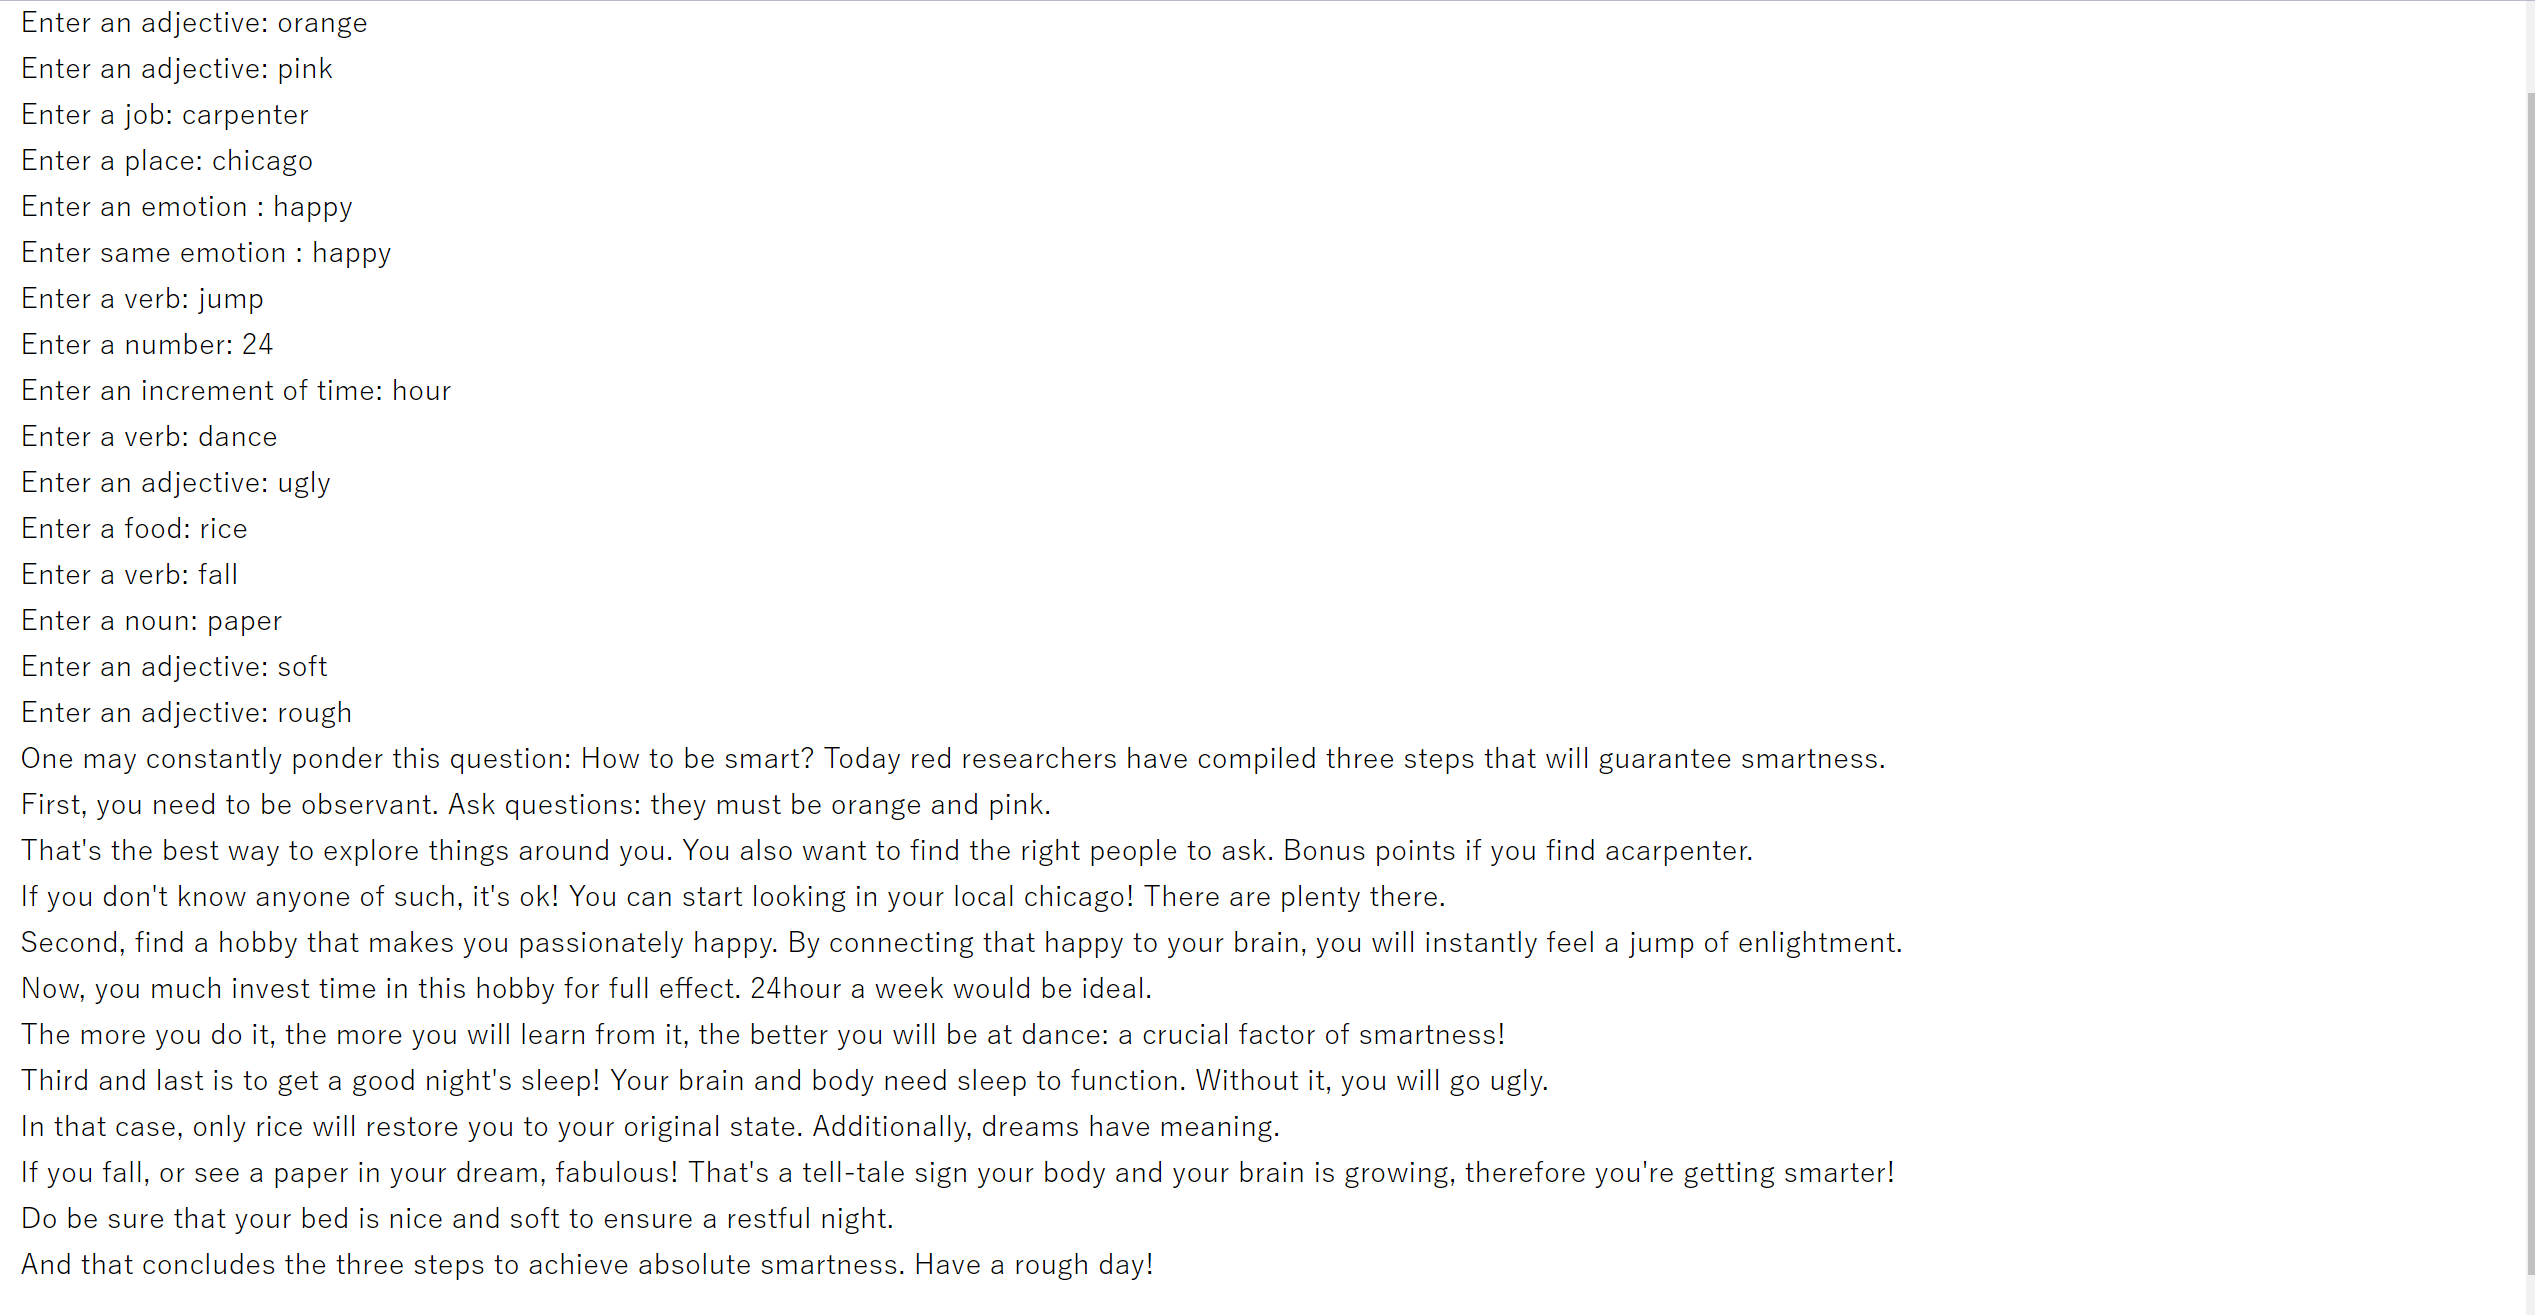 Enter an adjective: orange
Enter an adjective: pink
Enter a job: carpenter
Enter a place: chicago
Enter an emotion : happy
Enter same emotion : happy
Enter a verb: jump
Enter a number: 24
Enter an increment of time: hour
Enter a verb: dance
Enter an adjective: ugly
Enter a food: rice
Enter a verb: fall
Enter a noun: paper
Enter an adjective: soft
Enter an adjective: rough
One may constantly ponder this question: How to be smart? Today red researchers have compiled three steps that will guarantee smartness.
First, you need to be observant. Ask questions: they must be orange and pink.
That's the best way to explore things around you. You also want to find the right people to ask. Bonus points if you find acarpenter.
If you don't know anyone of such, it's ok! You can start looking in your local chicago! There are plenty there.
Second, find a hobby that makes you passionately happy. By connecting that happy to your brain, you will instantly feel a jump of enlightment.
Now, you much invest time in this hobby for full effect. 24hour a week would be ideal.
The more you do it, the more you will learn from it, the better you will be at dance: a crucial factor of smartness!
Third and last is to get a good night's sleep! Your brain and body need sleep to function. Without it, you will go ugly.
In that case, only rice will restore you to your original state. Additionally, dreams have meaning.
If you fall, or see a paper in your dream, fabulous! That's a tell-tale sign your body and your brain is growing, therefore you're getting smarter!
Do be sure that your bed is nice and soft to ensure a restful night.
And that concludes the three steps to achieve absolute smartness. Have a rough day!